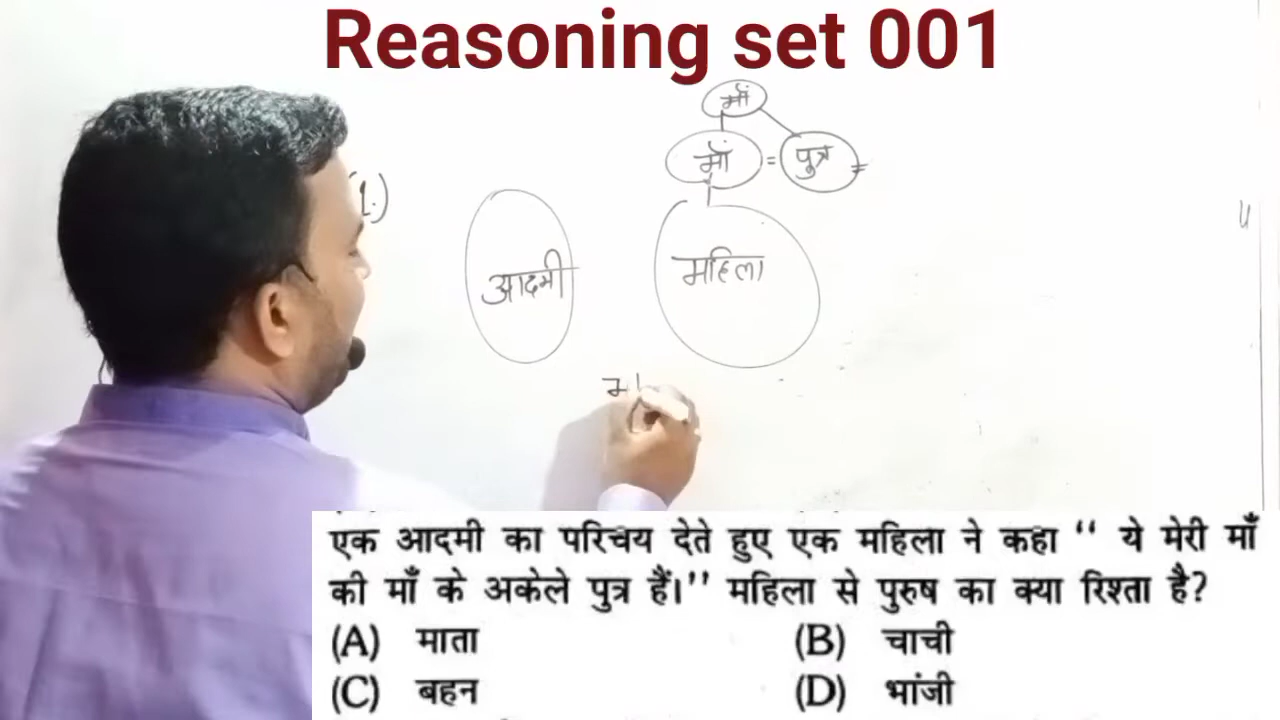 Reasoning set 001
माँ
माँ = पुत्र =
(1.)
आदमी
महिला
एक आदमी का परिचय देते हुए एक महिला ने कहा “ ये मेरी माँ
की माँ के अकेले पुत्र हैं।” महिला से पुरुष का क्या रिश्ता है?
(A) माता
(B) चाची
(C) बहन
(D) भांजी